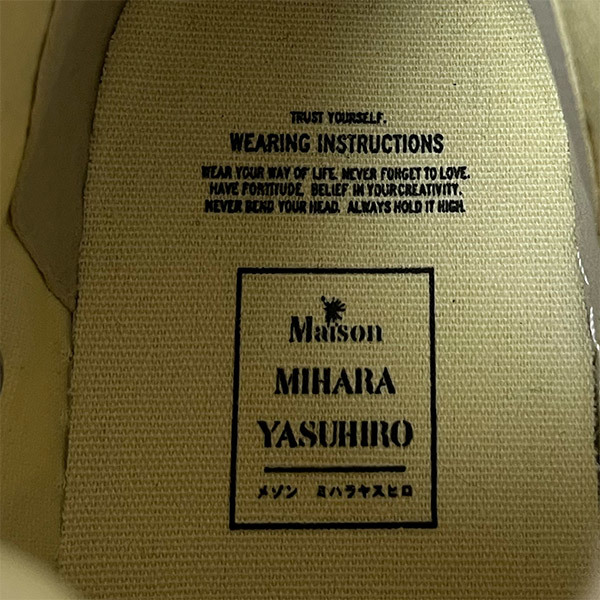 TRUST YOURSELF.
WEARING INSTRUCTIONS
WEAR YOUR WAY OF LIFE. NEVER FORGET TO LOVE.
HAVE FORTITUDE, BELIEF IN YOUR CREATIVITY.
NEVER BEND YOUR HEAD. ALWAYS HOLD IT HIGH.
Maison
MIHARA
YASUHIRO
メゾン ミハラヤスヒロ